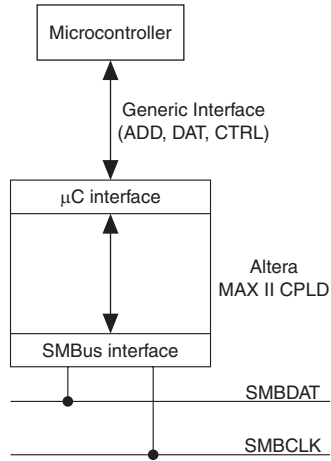 Microcontroller
Generic Interface
(ADD, DAT, CTRL)
μC interface
Altera
MAX II CPLD
SMBus interface
SMBDAT
SMBCLK